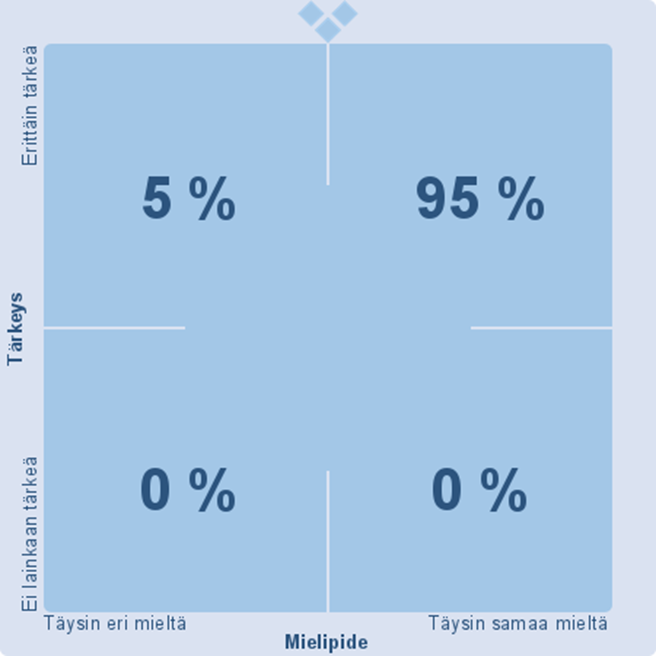 Erittäin tärkeä
5 %
95 %
Tärkeys
0 %
0 %
Ei lainkaan tärkeä
Täysin eri mieltä
Täysin samaa mieltä
Mielipide